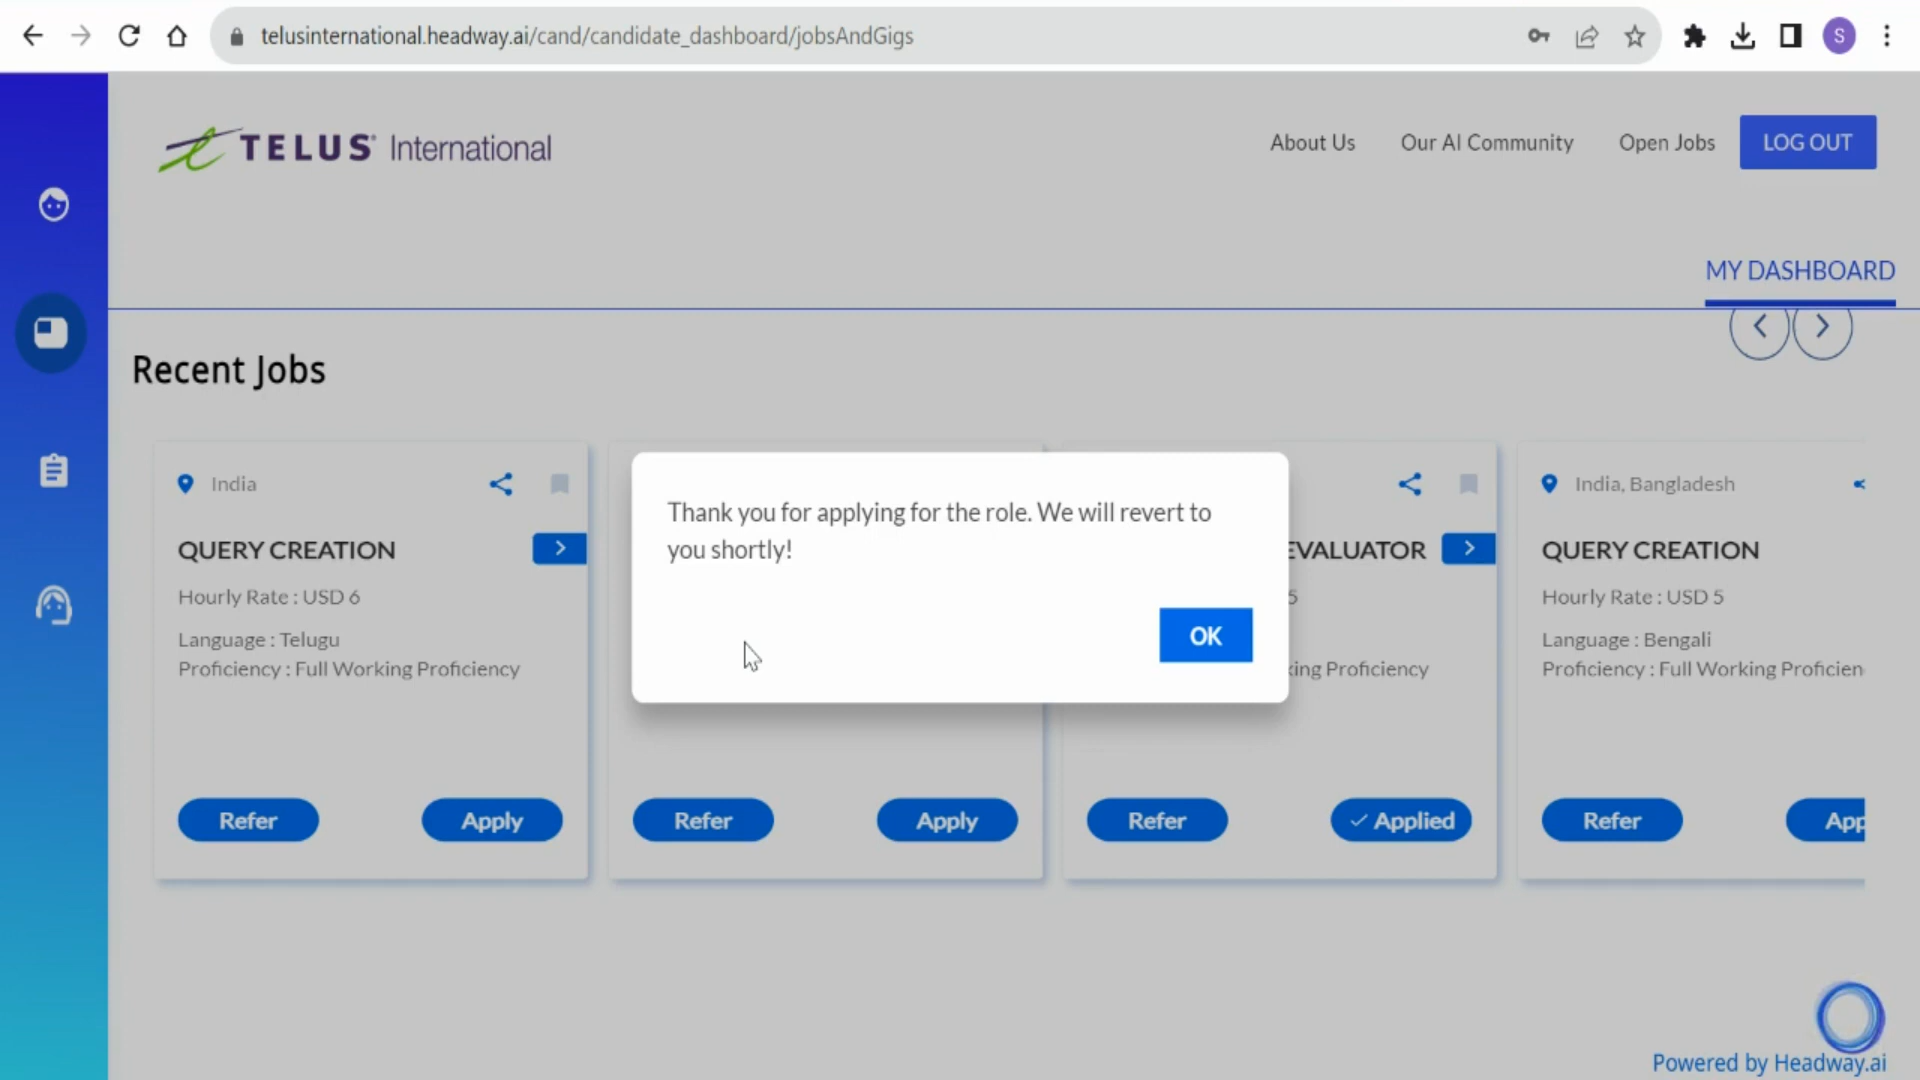 telusinternational.headway.ai/cand/candidate_dashboard/jobsAndGigs
S
TELUS® International
About Us
Our AI Community
Open Jobs
LOG OUT
MY DASHBOARD
Recent Jobs
India
QUERY CREATION
Hourly Rate : USD 6
Language : Telugu
Proficiency : Full Working Proficiency
Refer
Apply
Thank you for applying for the role. We will revert to
you shortly!
OK
Refer
Apply
EVALUATOR
5
king Proficiency
Refer
Applied
India, Bangladesh
QUERY CREATION
Hourly Rate : USD 5
Language : Bengali
Proficiency : Full Working Proficien
Refer
App
Powered by Headway.ai